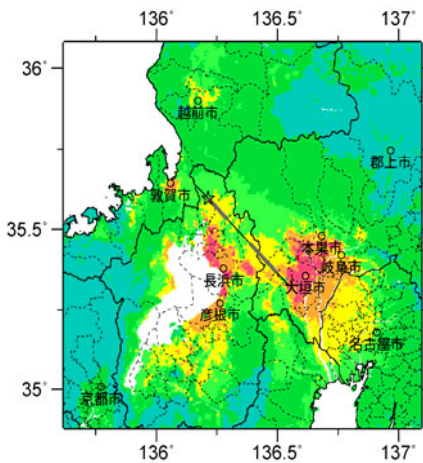 136° 136.5° 137°
36°
越前市
郡上市
敦賀市
35.5°
本巣市
岐阜市
長浜市
大垣市
彦根市
名古屋市
35°
京都市
136° 136.5° 137°